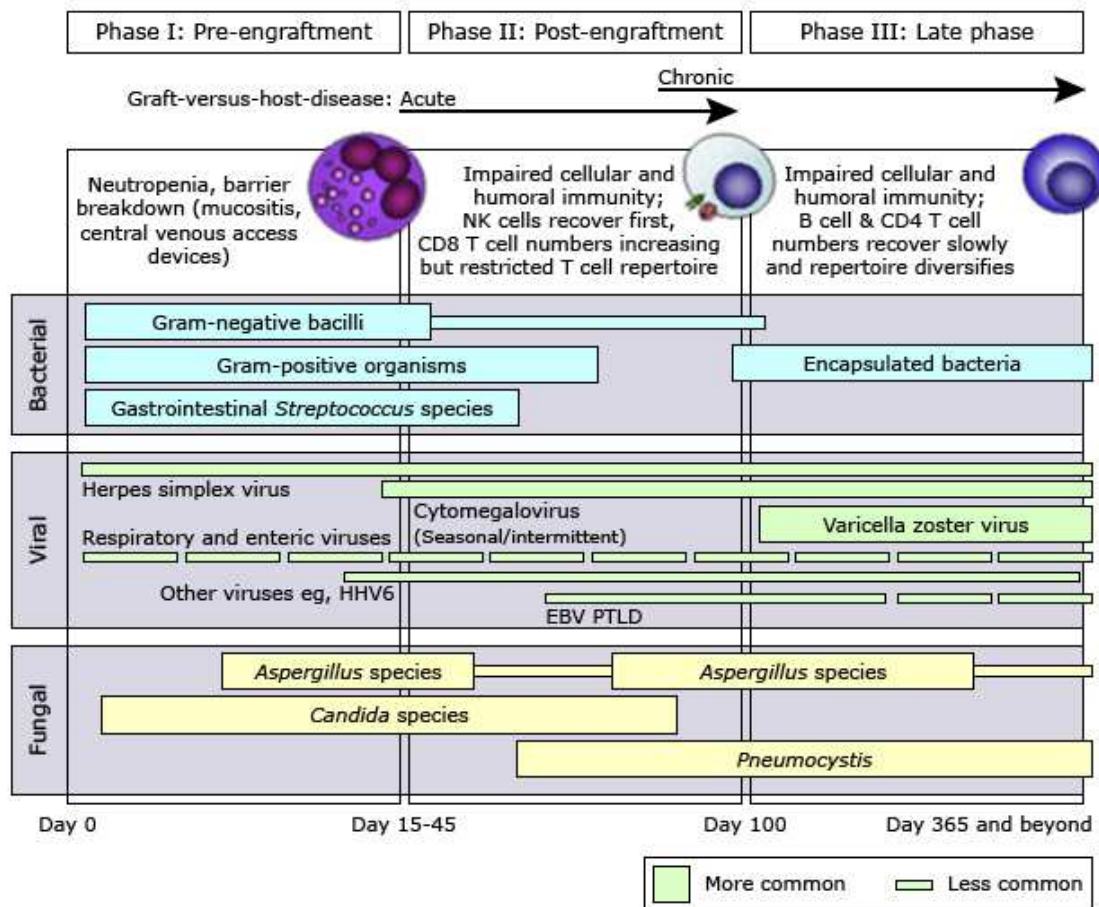 Phase I: Pre-engraftment
Phase II: Post-engraftment
Phase III: Late phase
Chronic
Graft-versus-host-disease: Acute
Neutropenia, barrier
breakdown (mucositis,
central venous access
devices)
Impaired cellular and
humoral immunity;
NK cells recover first,
CD8 T cell numbers increasing
but restricted T cell repertoire
Impaired cellular and
humoral immunity;
B cell & CD4 T cell
numbers recover slowly
and repertoire diversifies
Bacterial
Gram-negative bacilli
Gram-positive organisms
Encapsulated bacteria
Gastrointestinal Streptococcus species
Viral
Herpes simplex virus
Cytomegalovirus
(Seasonal/intermittent)
Varicella zoster virus
Respiratory and enteric viruses
Other viruses eg, HHV6
EBV PTLD
Fungal
Aspergillus species
Aspergillus species
Candida species
Pneumocystis
Day 0
Day 15-45
Day 100
Day 365 and beyond
More common
Less common